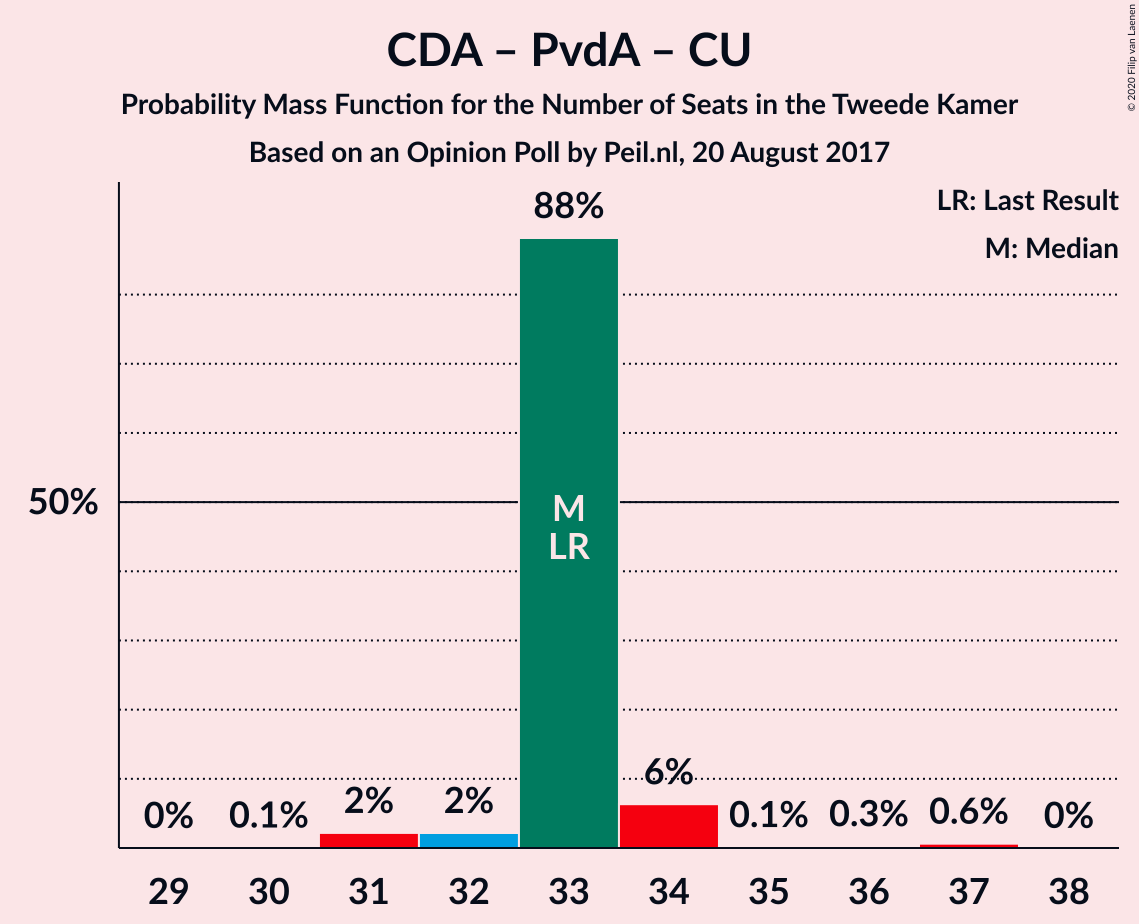 CDA – PvdA – CU
Probability Mass Function for the Number of Seats in the Tweede Kamer
Based on an Opinion Poll by Peil.nl, 20 August 2017
© 2020 Filip van Laenen
LR: Last Result
M: Median
88%
50%
M
LR
0%
0.1%
2%
2%
6%
0.1%
0.3%
0.6%
0%
29 30 31 32 33 34 35 36 37 38